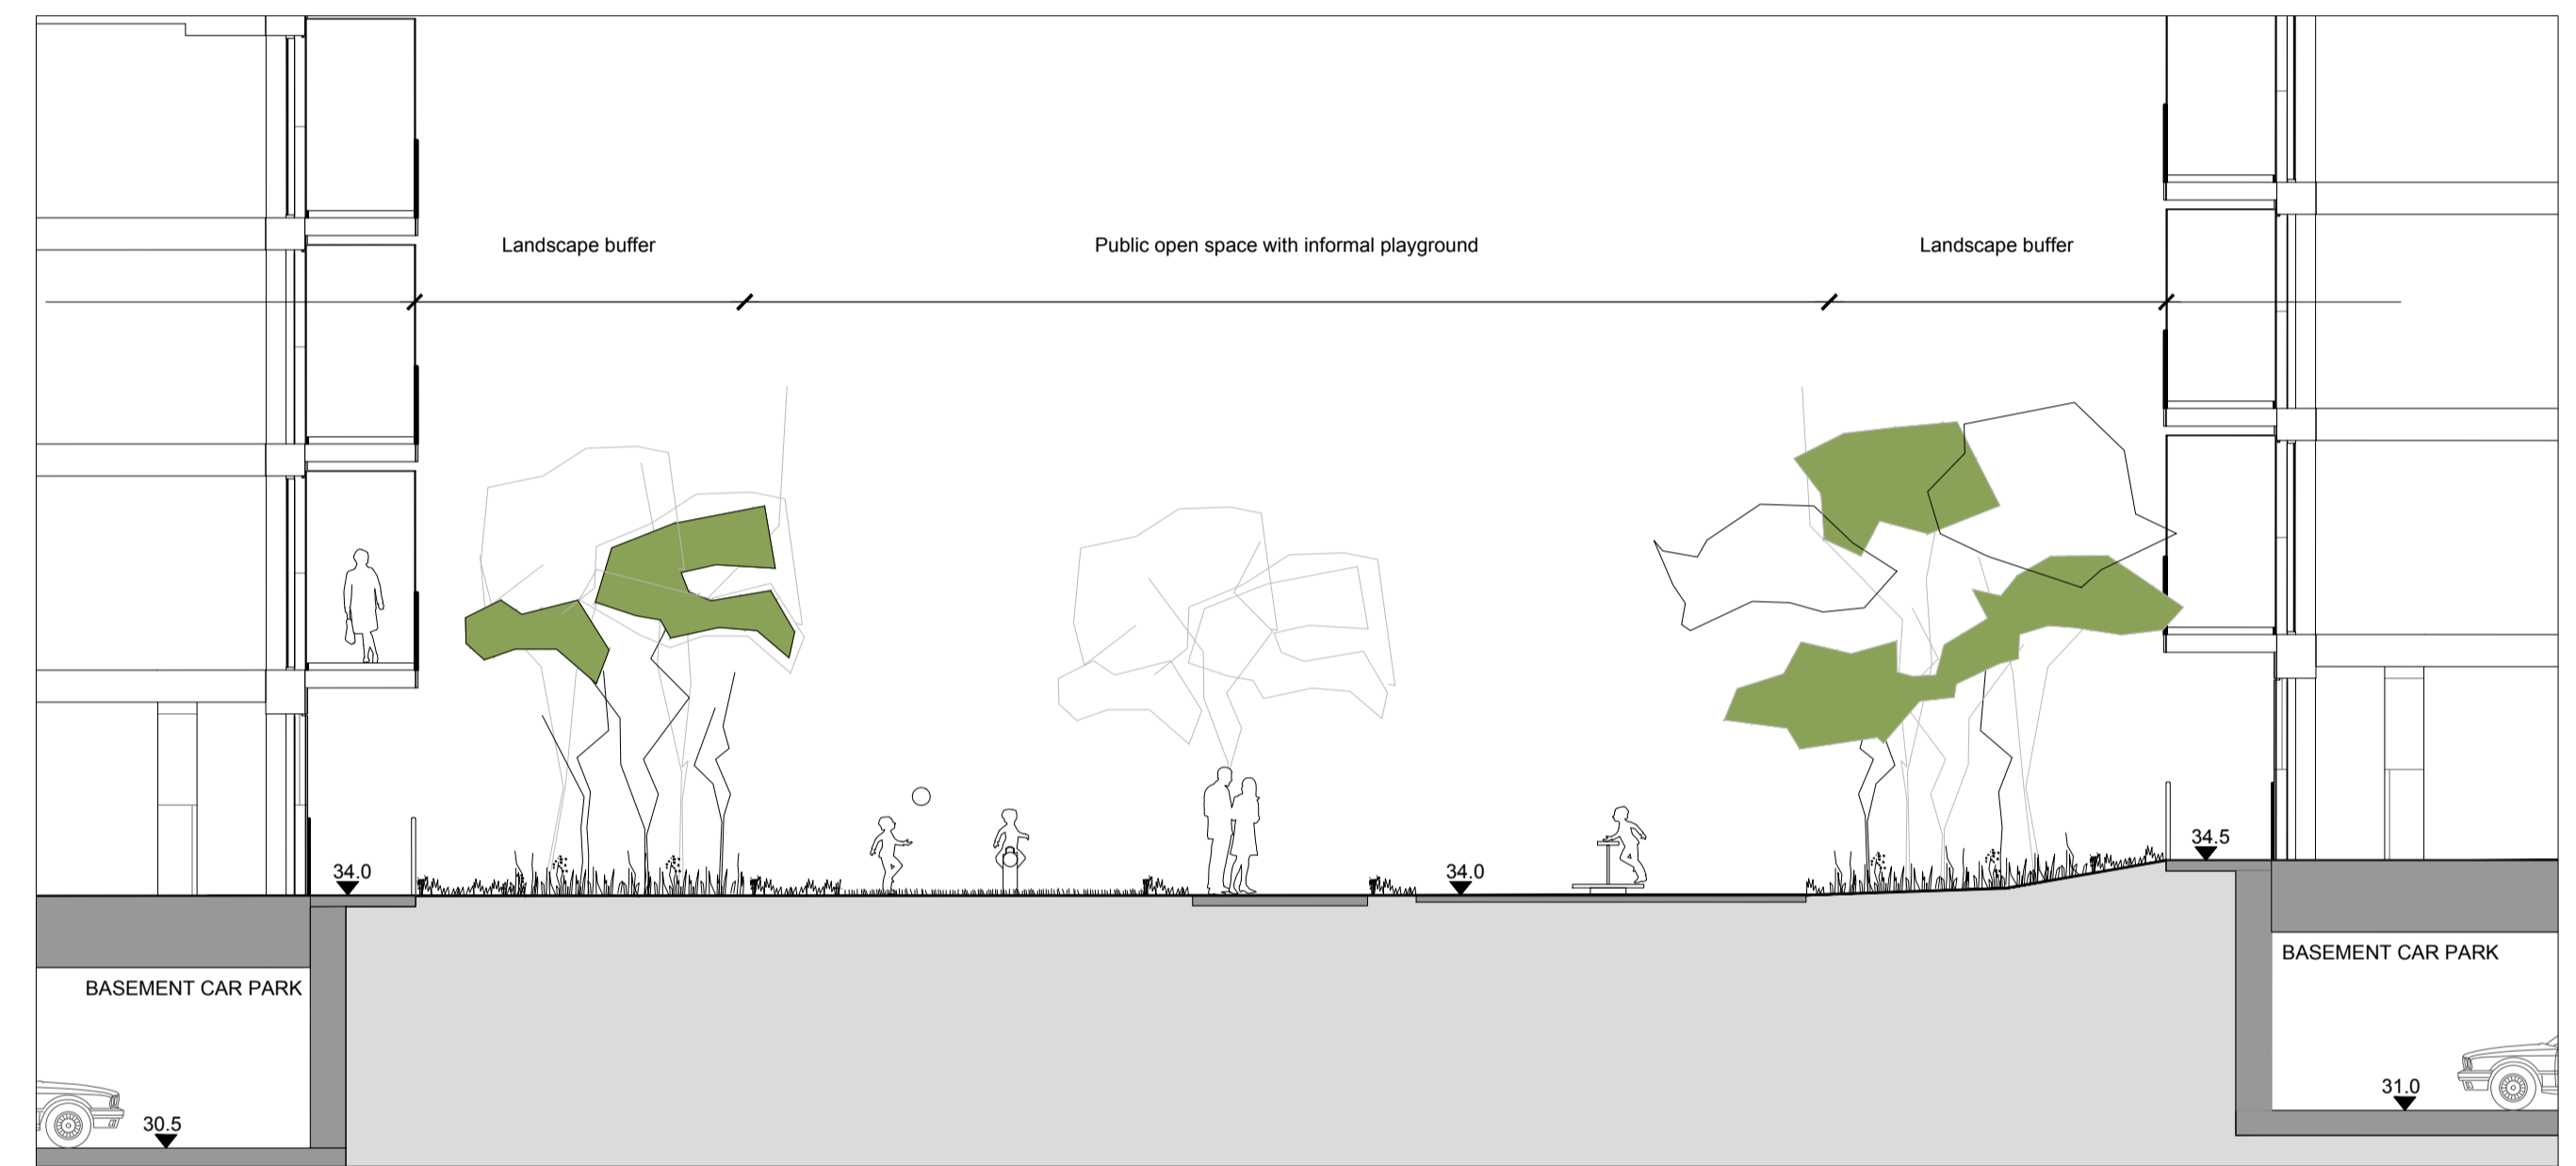 Landscape buffer
Public open space with informal playground
Landscape buffer
34.0
34.0
34.5
BASEMENT CAR PARK
BASEMENT CAR PARK
30.5
31.0